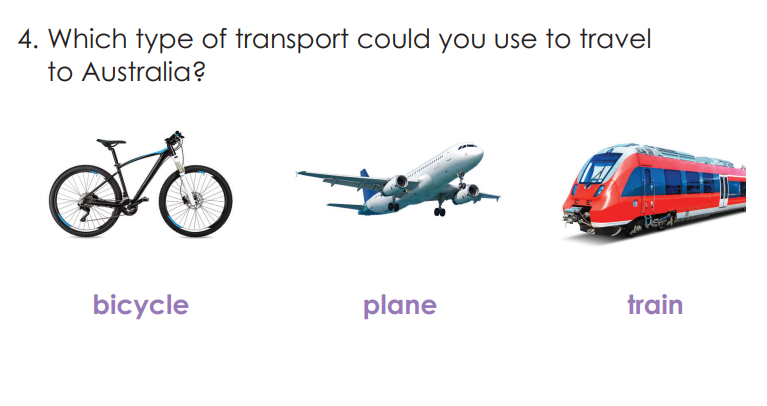 4. Which type of transport could you use to travel
to Australia?
bicycle
plane
train